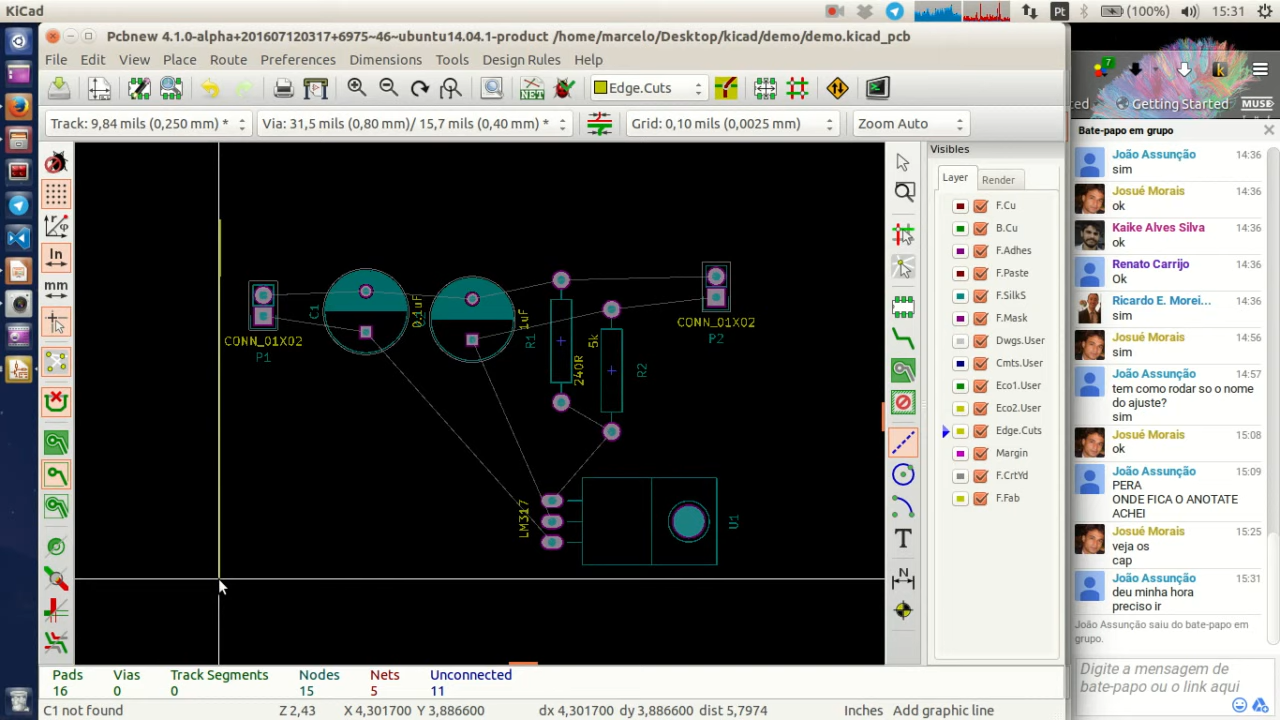 KiCad
Pt
(100%)
15:31
Pcbnew 4.1.0-alpha+201607120317+6975~46~ubuntu14.04.1-product /home/marcelo/Desktop/kicad/demo/demo.kicad_pcb
File Edit View Place Route Preferences Dimensions Tools Design Rules Help
NET
Edge.Cuts
Track: 9,84 mils (0,250 mm) *
Via: 31,5 mils (0,80 mm)/ 15,7 mils (0,40 mm) *
Grid: 0,10 mils (0,0025 mm)
Zoom Auto
In
mm
C1
0.1uF
1uF
R1
240R
5k
R2
CONN_01X02
P1
CONN_01X02
P2
LM317
U1
T
N
Visibles
Layer Render
F.Cu
B.Cu
F.Adhes
F.Paste
F.SilkS
F.Mask
Dwgs.User
Cmts.User
Eco1.User
Eco2.User
Edge.Cuts
Margin
F.CrtYd
F.Fab
Pads Vias Track Segments Nodes Nets Unconnected
16 0 0 15 5 11
C1 not found
Z 2,43
X 4,301700 Y 3,886600
dx 4,301700 dy 3,886600 dist 5,7974
Inches
Add graphic line
7
k
ted
Getting Started
MUSE
Bate-papo em grupo
João Assunção 14:36
sim
Josué Morais 14:36
ok
Kaike Alves Silva 14:36
ok
Renato Carrijo 14:36
Ok
Ricardo E. Morei... 14:36
sim
Josué Morais 14:56
sim
João Assunção 14:57
tem como rodar so o nome
do ajuste?
sim
Josué Morais 15:08
ok
João Assunção 15:09
PERA
ONDE FICA O ANOTATE
ACHEI
Josué Morais 15:25
veja os
cap
João Assunção 15:31
deu minha hora
preciso ir
João Assunção saiu do bate-papo em
grupo.
Digite a mensagem de
bate-papo ou o link aqui